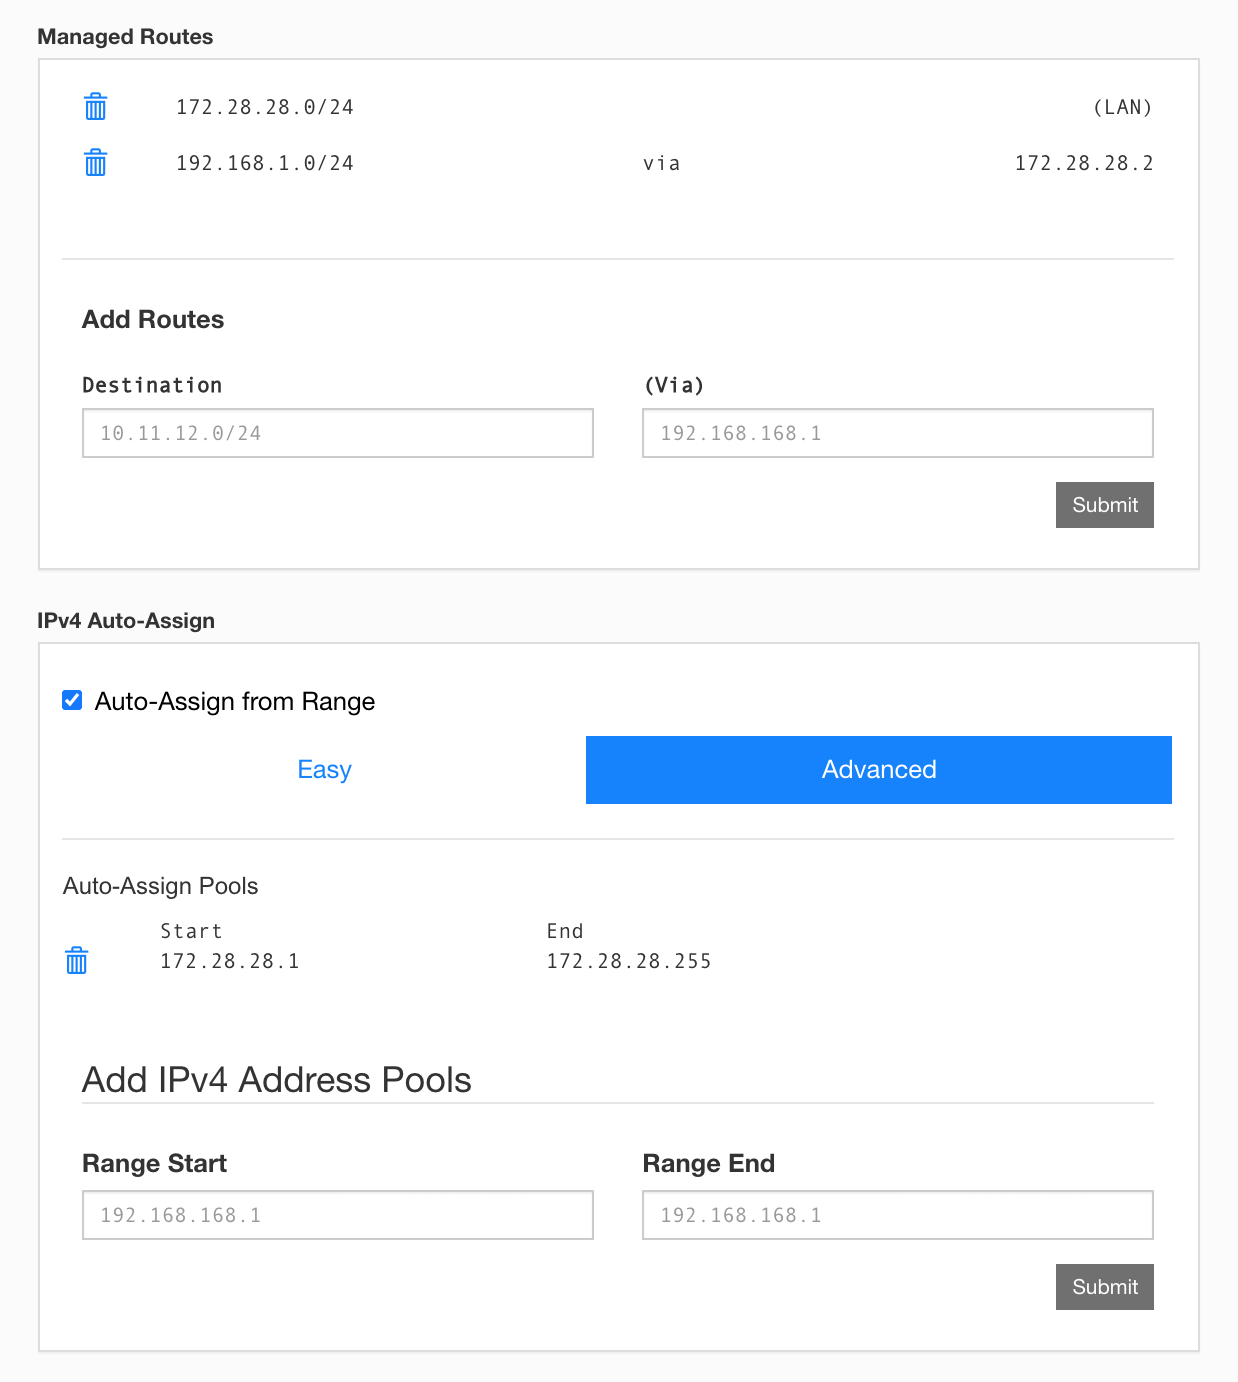 Managed Routes
172.28.28.0/24 (LAN)
192.168.1.0/24 via 172.28.28.2
Add Routes
Destination (Via)
10.11.12.0/24 192.168.168.1
Submit
IPv4 Auto-Assign
Auto-Assign from Range
Easy Advanced
Auto-Assign Pools
Start End
172.28.28.1 172.28.28.255
Add IPv4 Address Pools
Range Start Range End
192.168.168.1 192.168.168.1
Submit